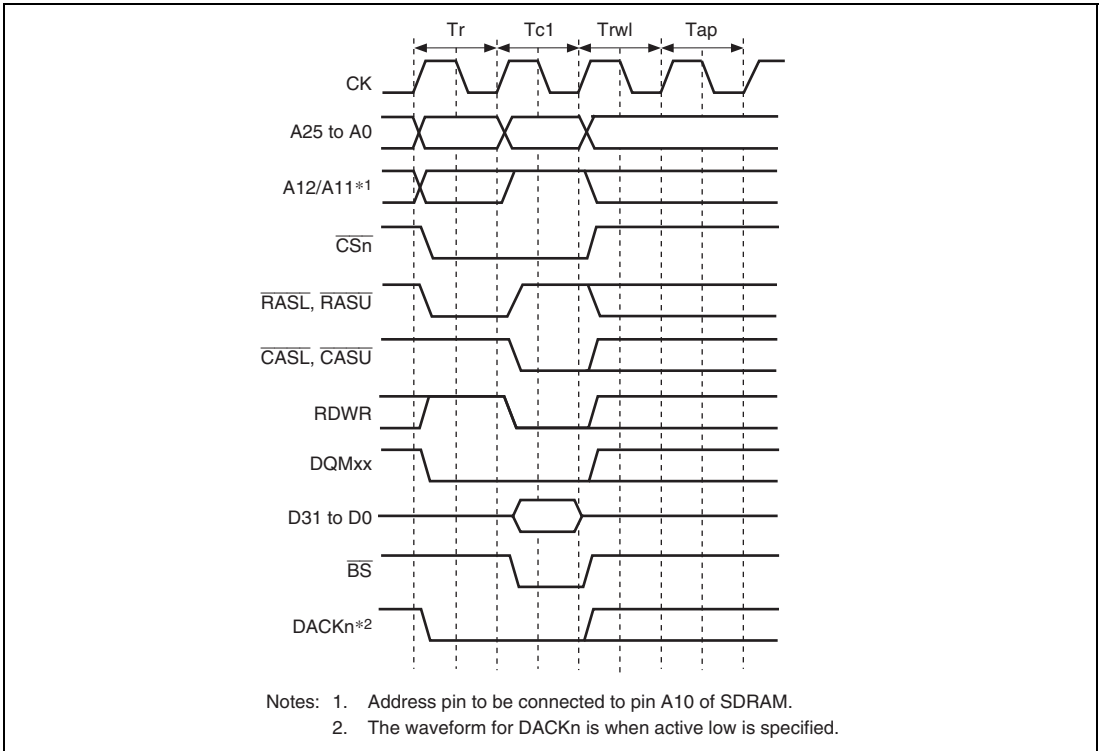 Tr Tc1 Trwl Tap
CK
A25 to A0
A12/A11*1
CSn
RASL, RASU
CASL, CASU
RDWR
DQMxx
D31 to D0
BS
DACKn*2
Notes: 1. Address pin to be connected to pin A10 of SDRAM.
2. The waveform for DACKn is when active low is specified.